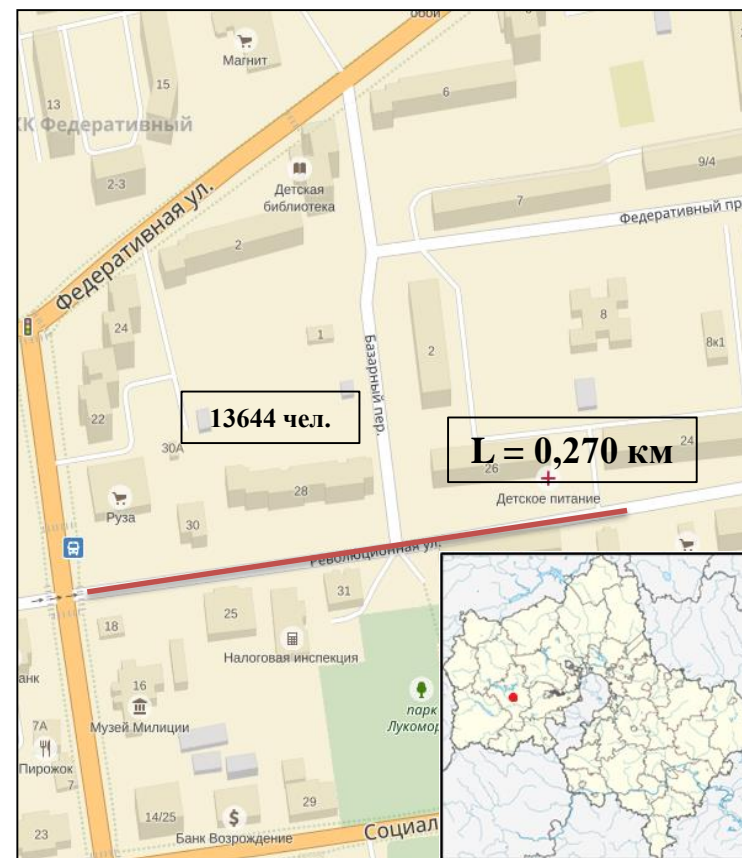 обой
Магнит
15
13
ЖК Федеративный
2-3
6
9/4
Детская
библиотека
7
Федеративный пр
Федеративная ул.
2
24
1
8
2
8к1
Базарный пер.
22
13644 чел.
L = 0,270 км
30А
26
24
28
Детское питание
Руза
30
Революционная ул.
31
25
18
Налоговая инспекция
анк
16
парк
Лукомор
Музей Милиции
7А
Пирожок
7
29
14/25
23
Банк Возрождение
Социал